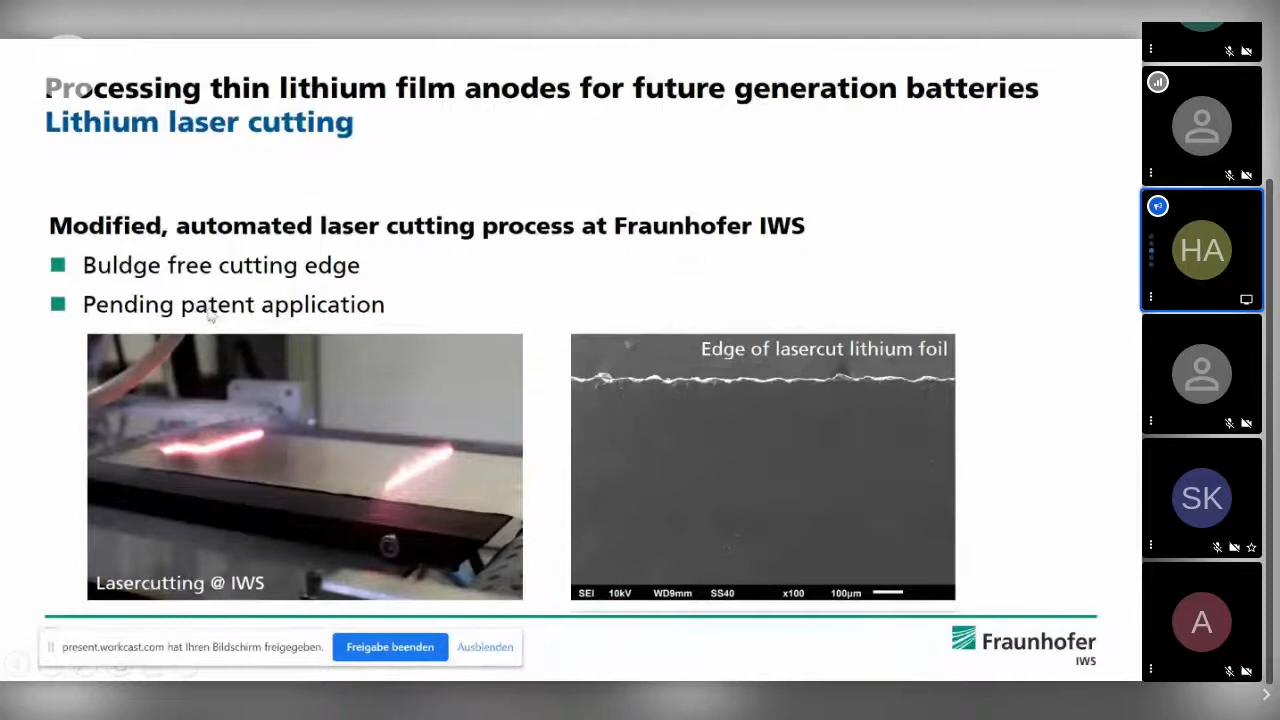 Processing thin lithium film anodes for future generation batteries
Lithium laser cutting
Modified, automated laser cutting process at Fraunhofer IWS
Buldge free cutting edge
Pending patent application
Lasercutting @ IWS
Edge of lasercut lithium foil
SEI 10kV WD9mm SS40 x100 100µm
present.workcast.com hat Ihren Bildschirm freigegeben. Freigabe beenden Ausblenden
Fraunhofer
IWS
HA
SK
A